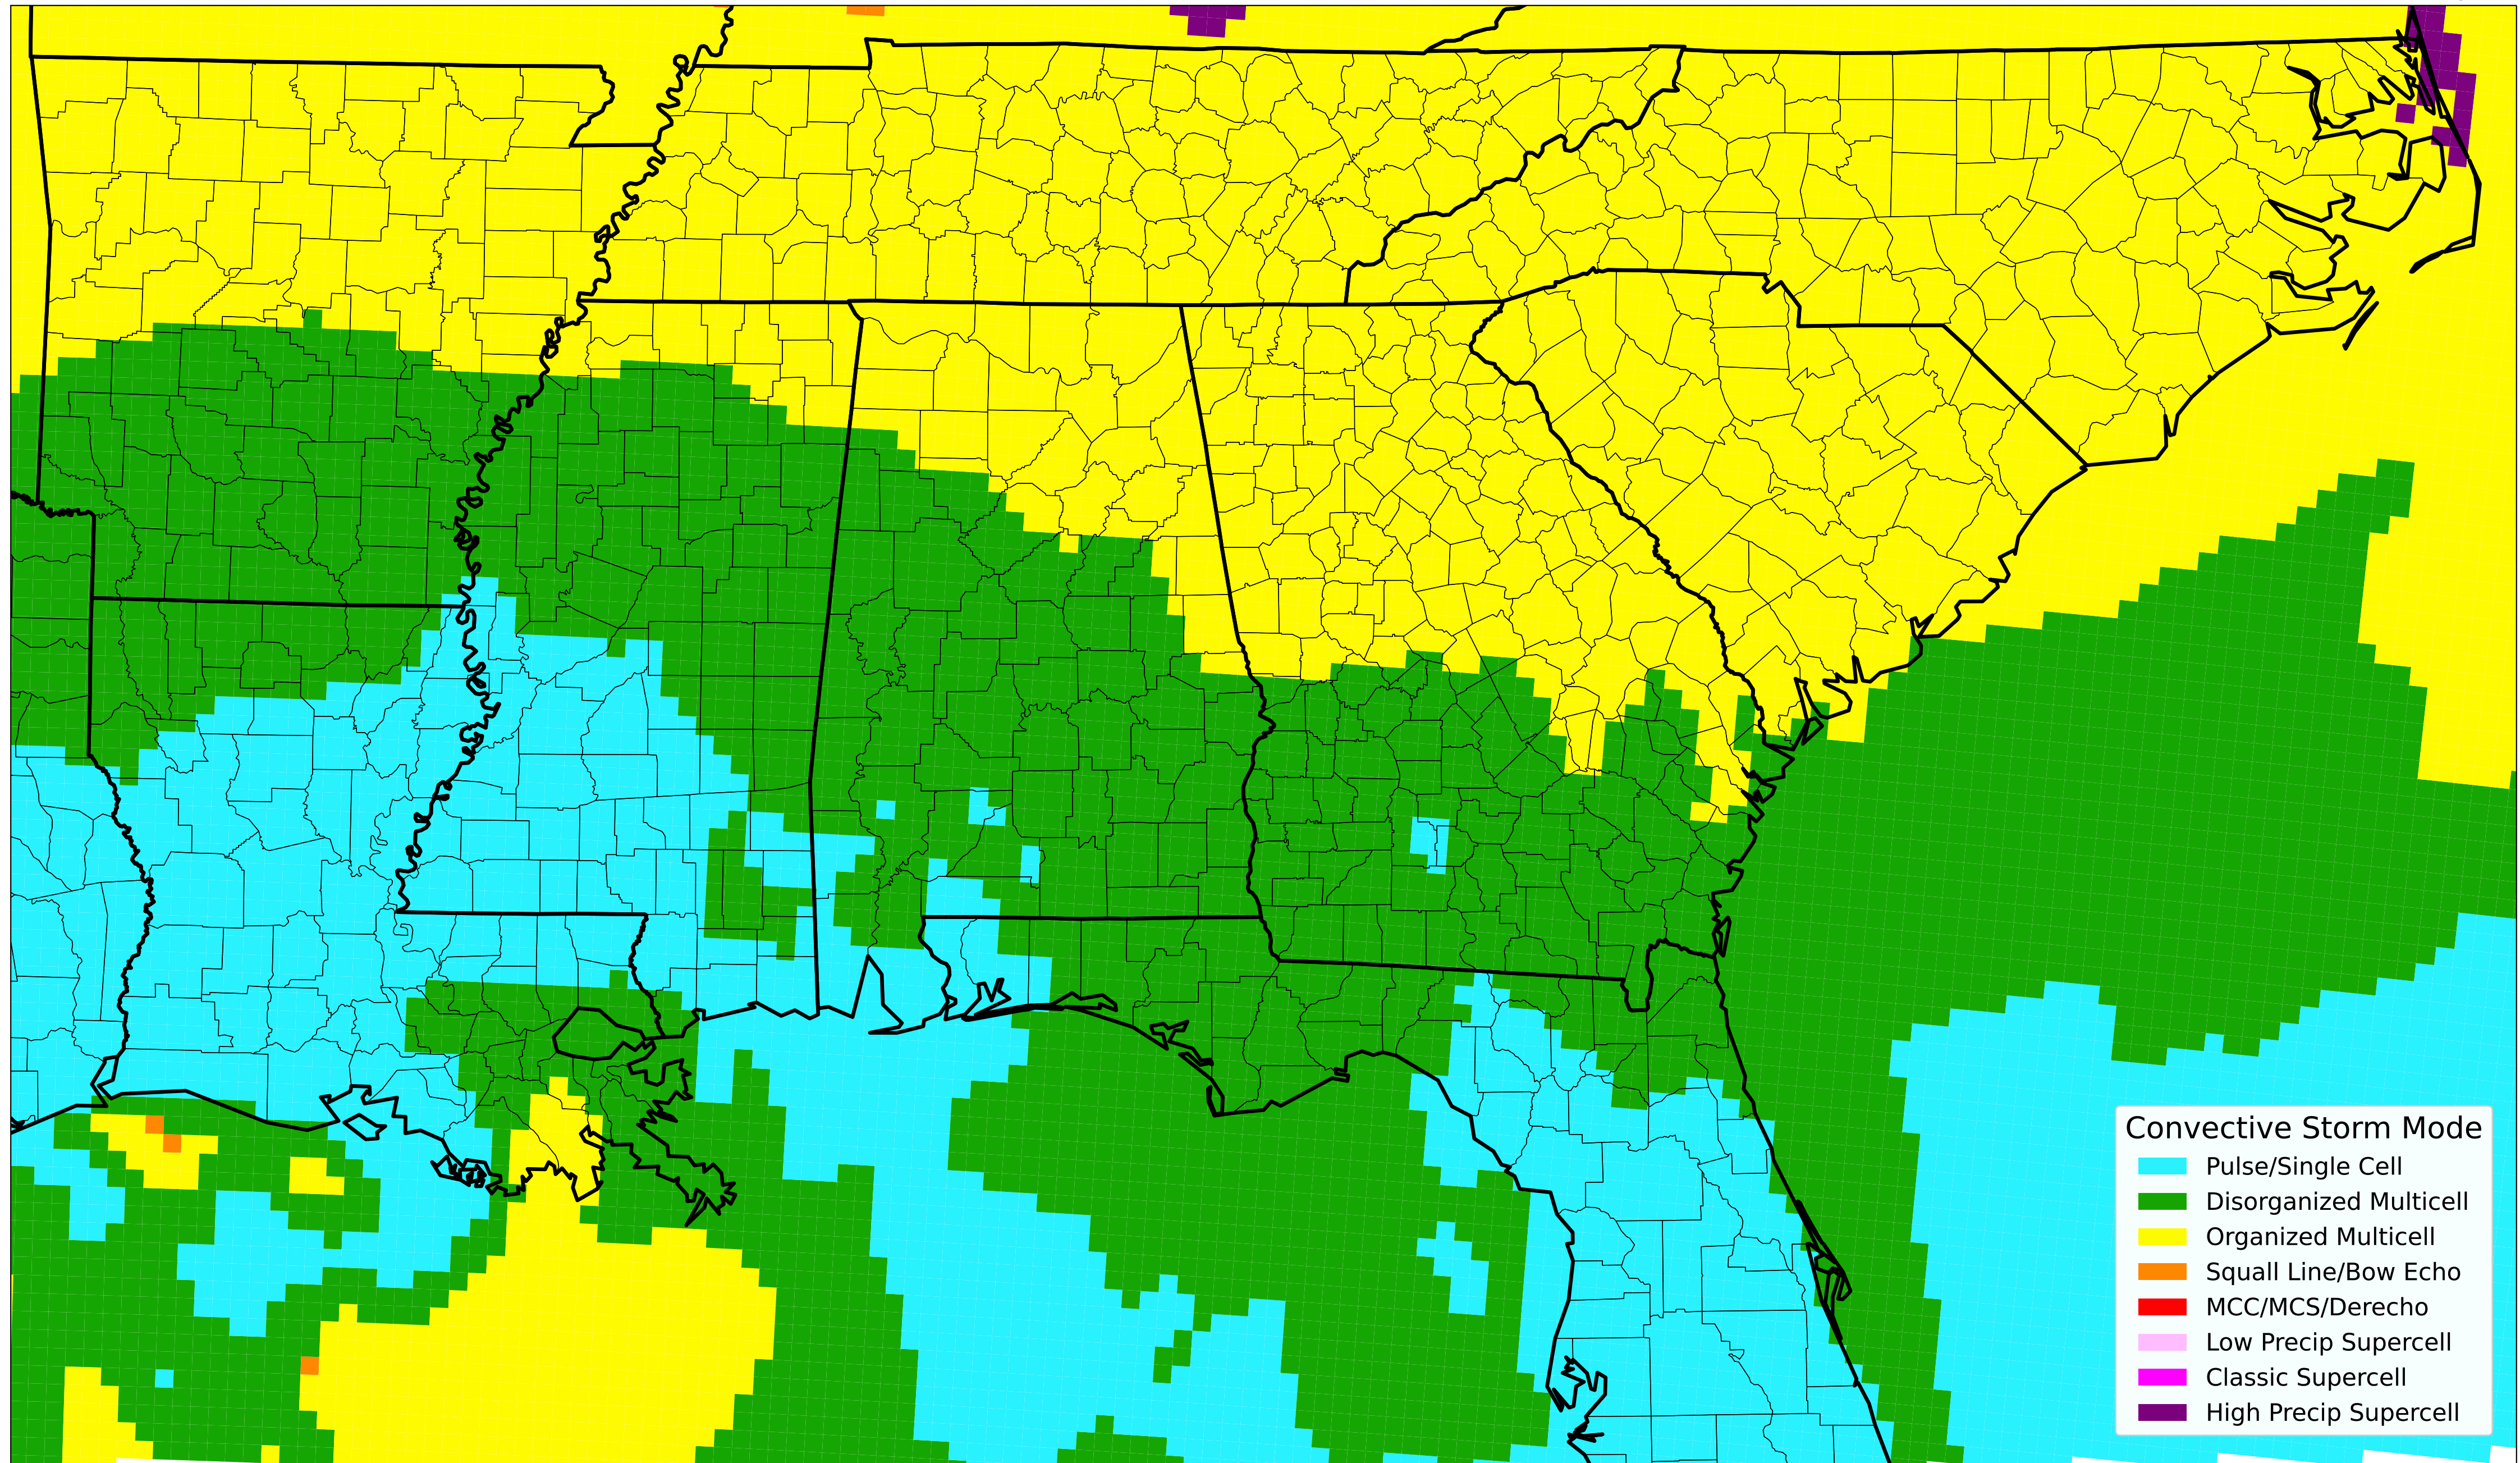 Convective Storm Mode
Pulse/Single Cell
Disorganized Multicell
Organized Multicell
Squall Line/Bow Echo
MCC/MCS/Derecho
Low Precip Supercell
Classic Supercell
High Precip Supercell